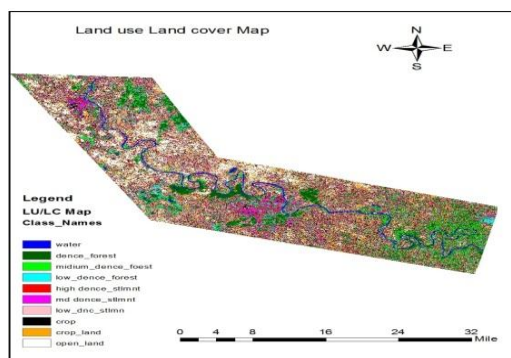 Land use Land cover Map
N
W E
S
Legend
LU/LC Map
Class_Names
water
dence_forest
midium_dence_foest
low_dence_forest
high dence_stlmnt
md dence_stlmnt
low_dnc_stlmn
crop
crop_land
open_land
0 4 8 16 24 32
Mile